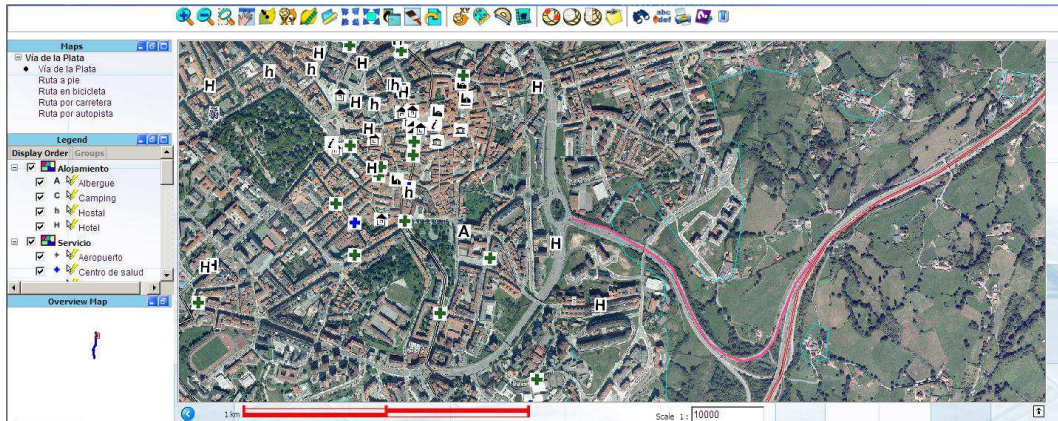 abc
def
Maps
Vía de la Plata
Vía de la Plata
Ruta a pie
Ruta en bicicleta
Ruta por carretera
Ruta por autopista
Legend
Display Order Groups
Alojamiento
A Albergue
C Camping
h Hostal
H Hotel
Servicio
Aeropuerto
Centro de salud
Overview Map
H
H
h
h
H
h
H
H
h
H
H
H
h
A
H
H
H
1 km
Scale 1: 10000